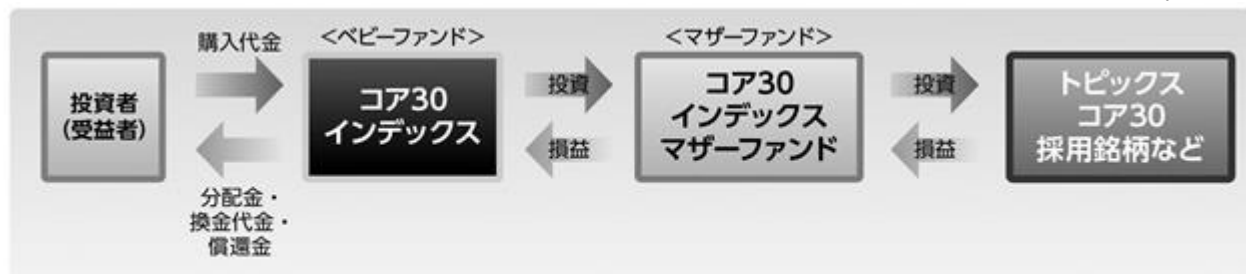 購入代金
<ベビーファンド>
<マザーファンド>
投資者
(受益者)
コア30
インデックス
投資
損益
コア30
インデックス
マザーファンド
投資
損益
トピックス
コア30
採用銘柄など
分配金・
換金代金・
償還金